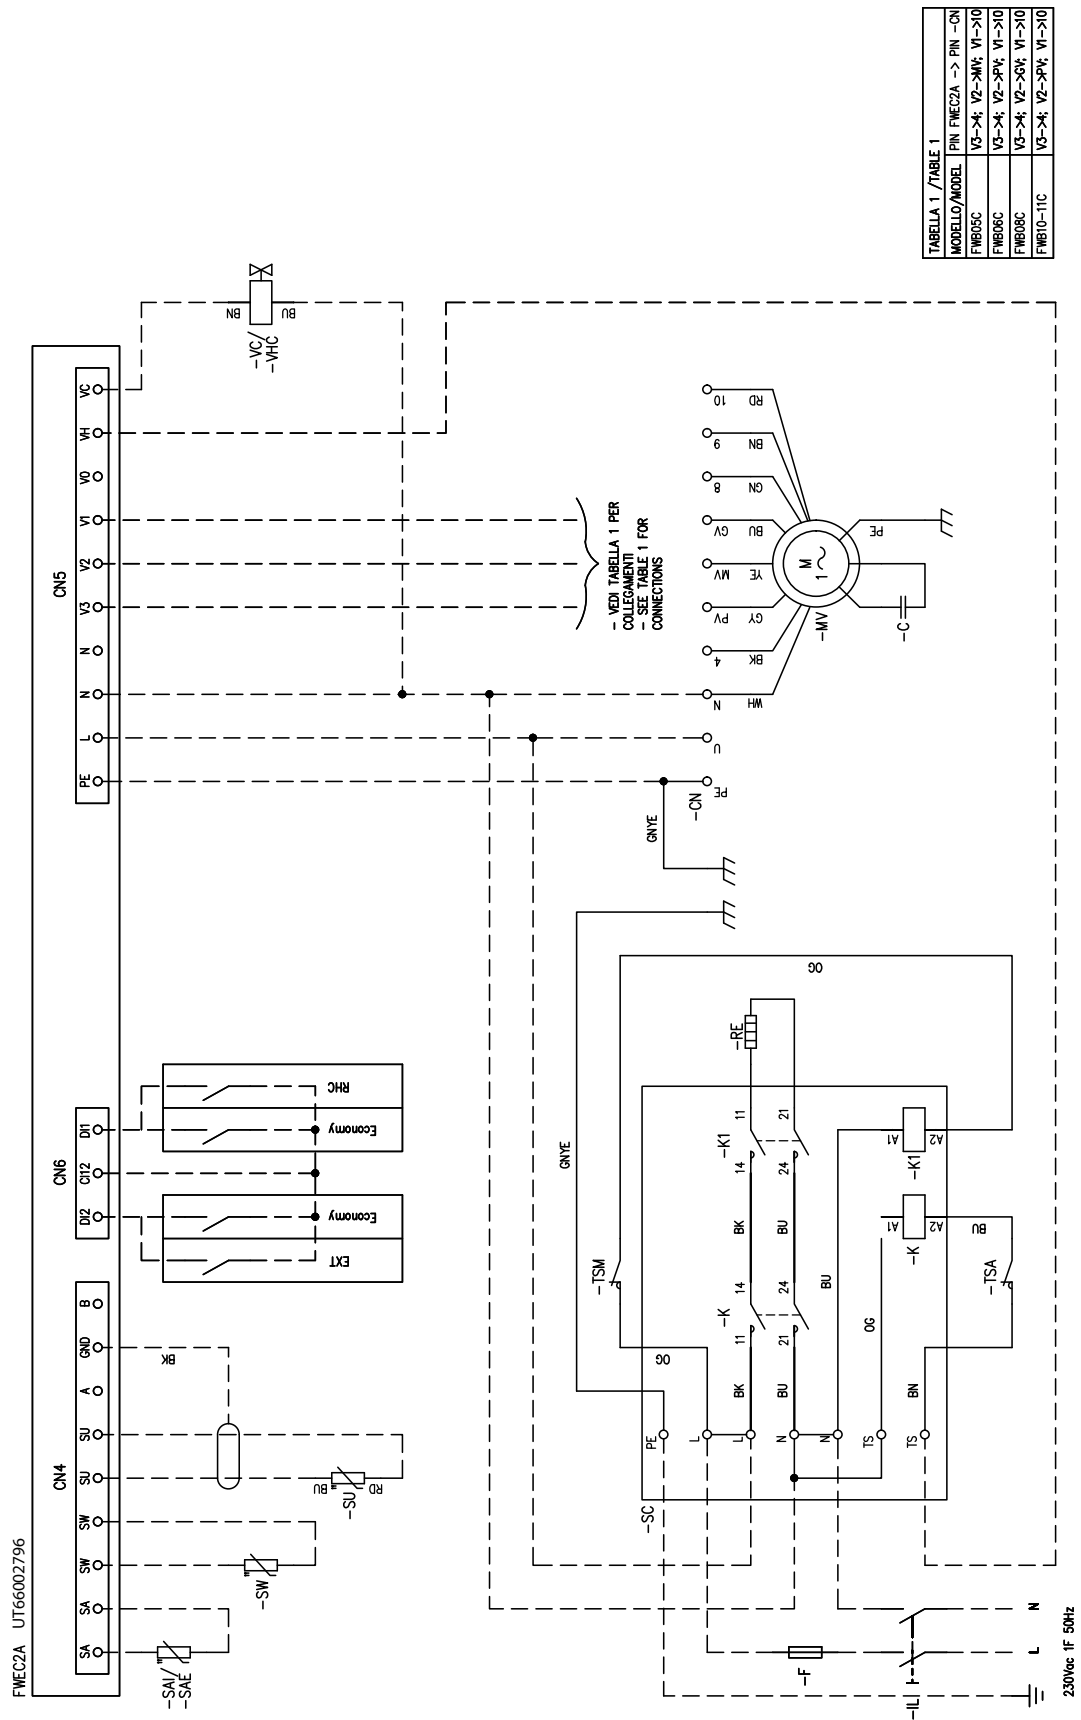 FWEC2A UT66002796
CN4
SA
SA
SW
SW
SU
SU
A
GND
B
CN6
DI2
CI12
DI1
CN5
PE
L
N
N
V3
V2
V1
V0
VH
VC
-SAI/
-SAE
-SW
BU
RD
-SU
BK
EXT
Economy
Economy
RHC
BN
BU
-VC/
-VHC
- VEDI TABELLA 1 PER
COLLEGAMENTI
- SEE TABLE 1 FOR
CONNECTIONS
PE
U
N
4
PV
MV
GV
8
9
10
-CN
GNYE
WH
BK
GY
YE
BU
GN
BN
RD
M
1~
-MV
PE
-C
GNYE
-TSM
OG
OG
-SC
PE
L
L
N
N
TS
TS
BK
BU
11
21
-K
14
24
BK
BU
14
24
-K1
11
21
-RE
BU
OG
BN
A1
A2
-K
BU
A1
A2
-K1
-TSA
-F
-IL
L
N
230Vac 1F 50Hz
TABELLA 1 /TABLE 1
MODELLO/MODEL PIN FWEC2A -> PIN -CN
FWB05C V3->4; V2->MV; V1->10
FWB06C V3->4; V2->PV; V1->10
FWB08C V3->4; V2->GV; V1->10
FWB10-11C V3->4; V2->PV; V1->10